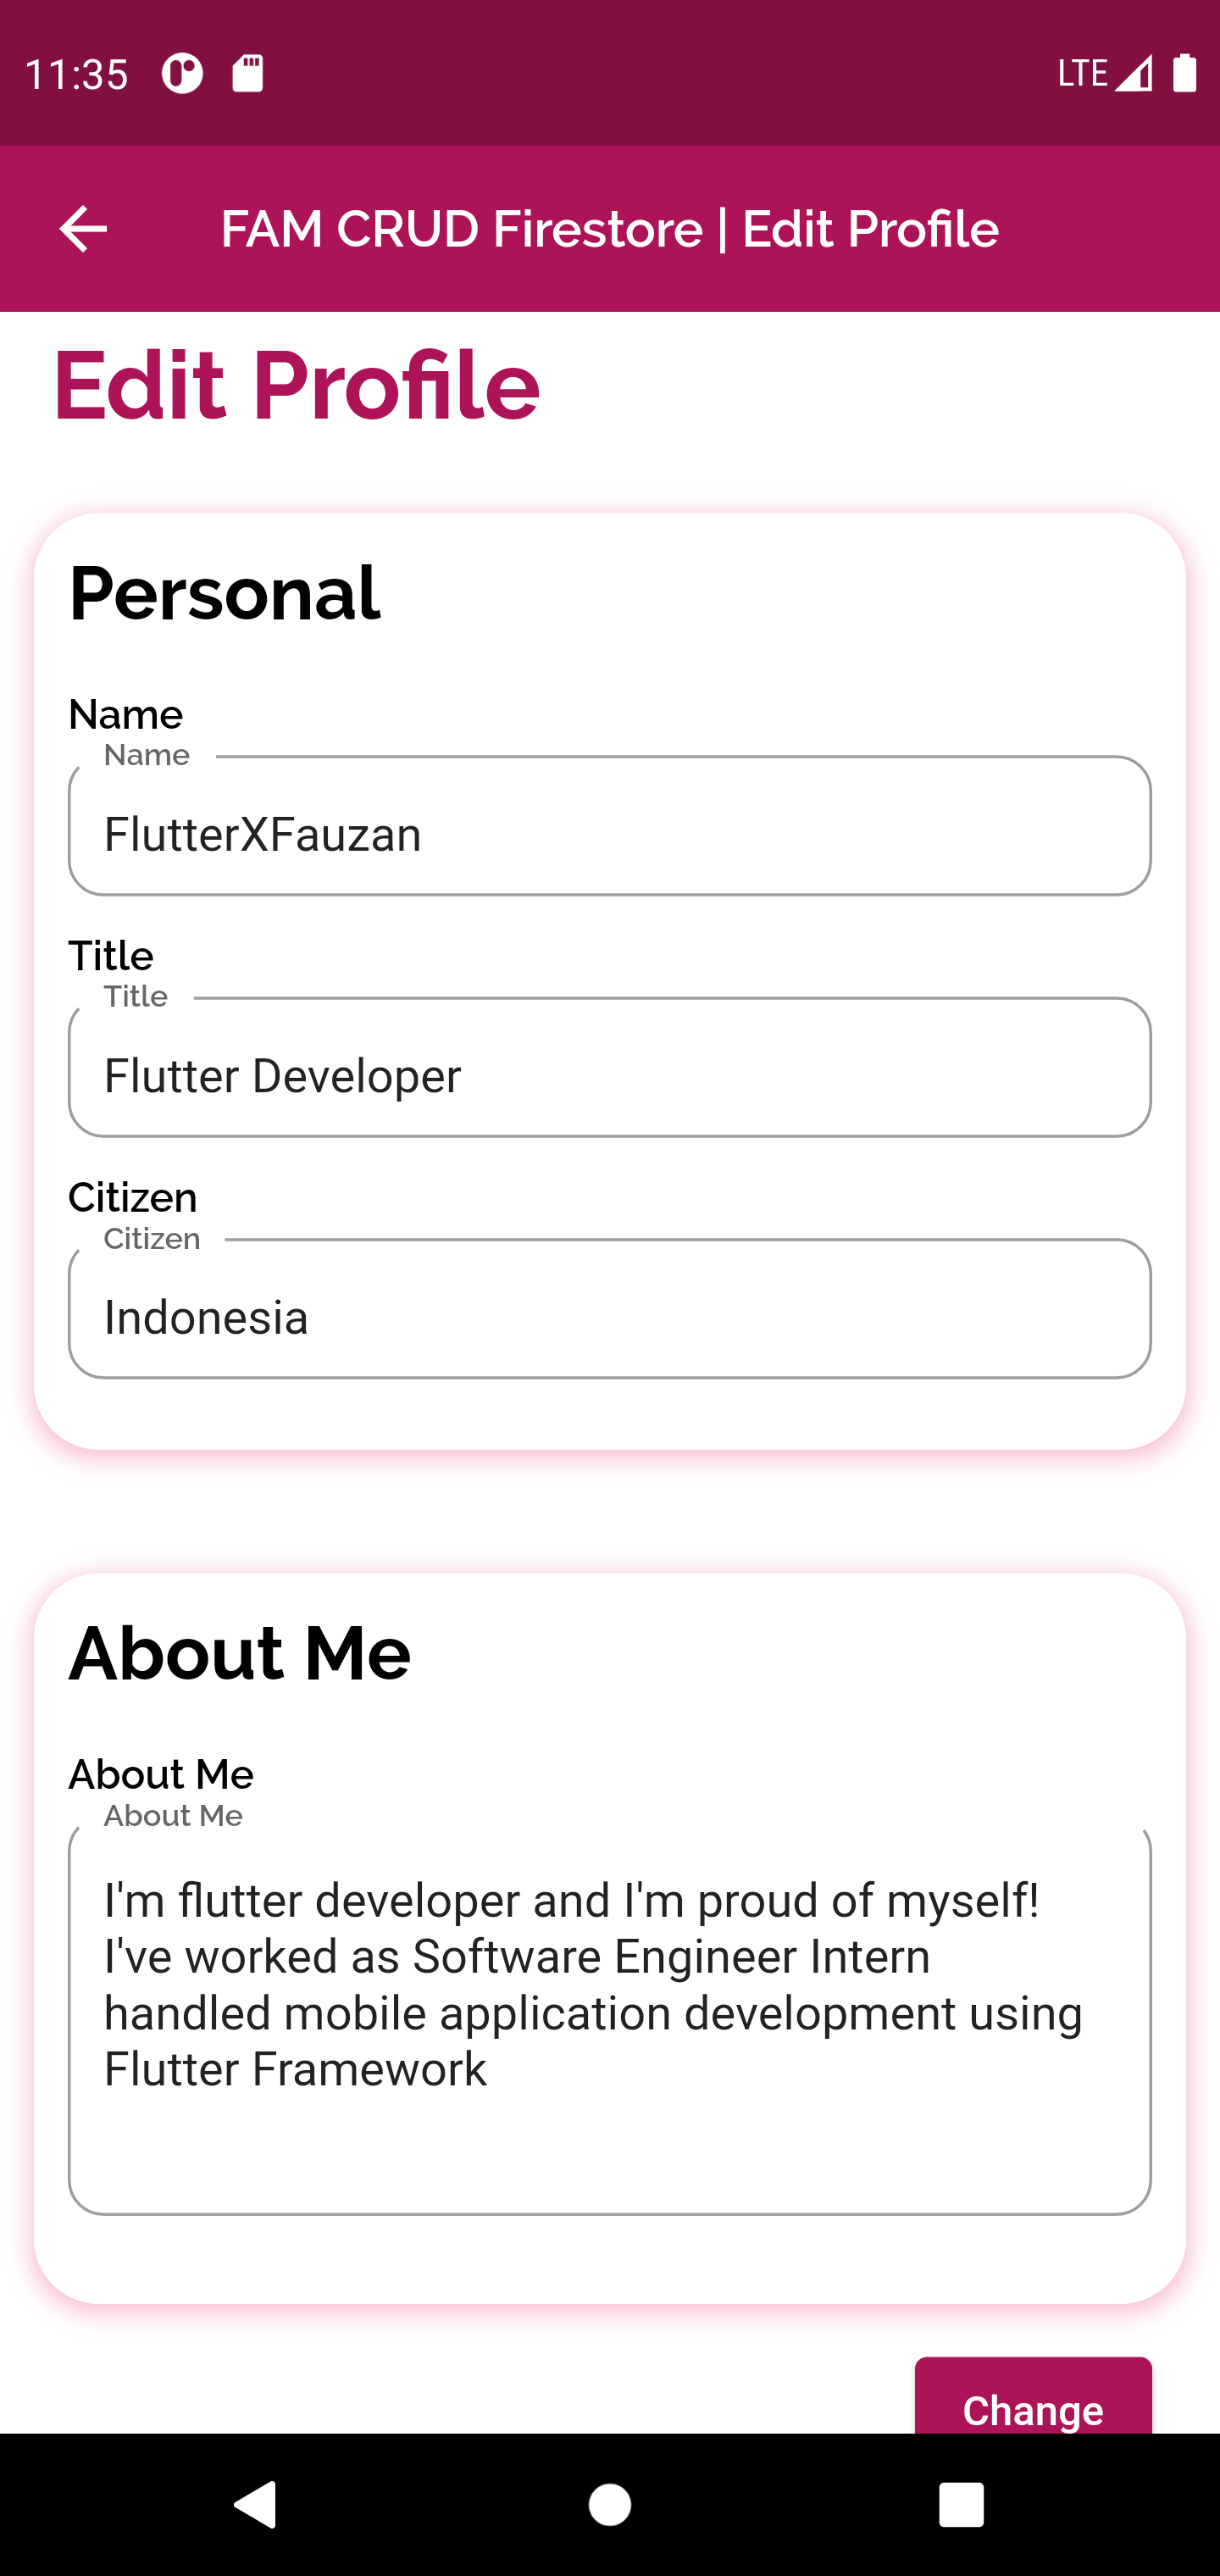 11:35
LTE
FAM CRUD Firestore | Edit Profile
Edit Profile
Personal
Name
Name
FlutterXFauzan
Title
Title
Flutter Developer
Citizen
Citizen
Indonesia
About Me
About Me
About Me
I'm flutter developer and I'm proud of myself!
I've worked as Software Engineer Intern
handled mobile application development using
Flutter Framework
Change